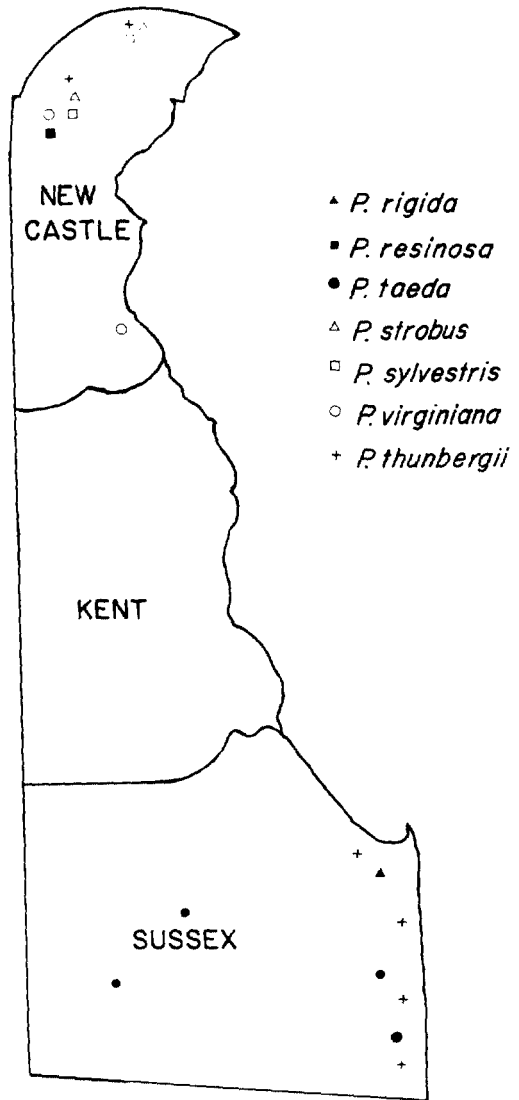 NEW
CASTLE
P. rigida
P. resinosa
P. taeda
P. strobus
P. sylvestris
P. virginiana
P. thunbergii
KENT
SUSSEX